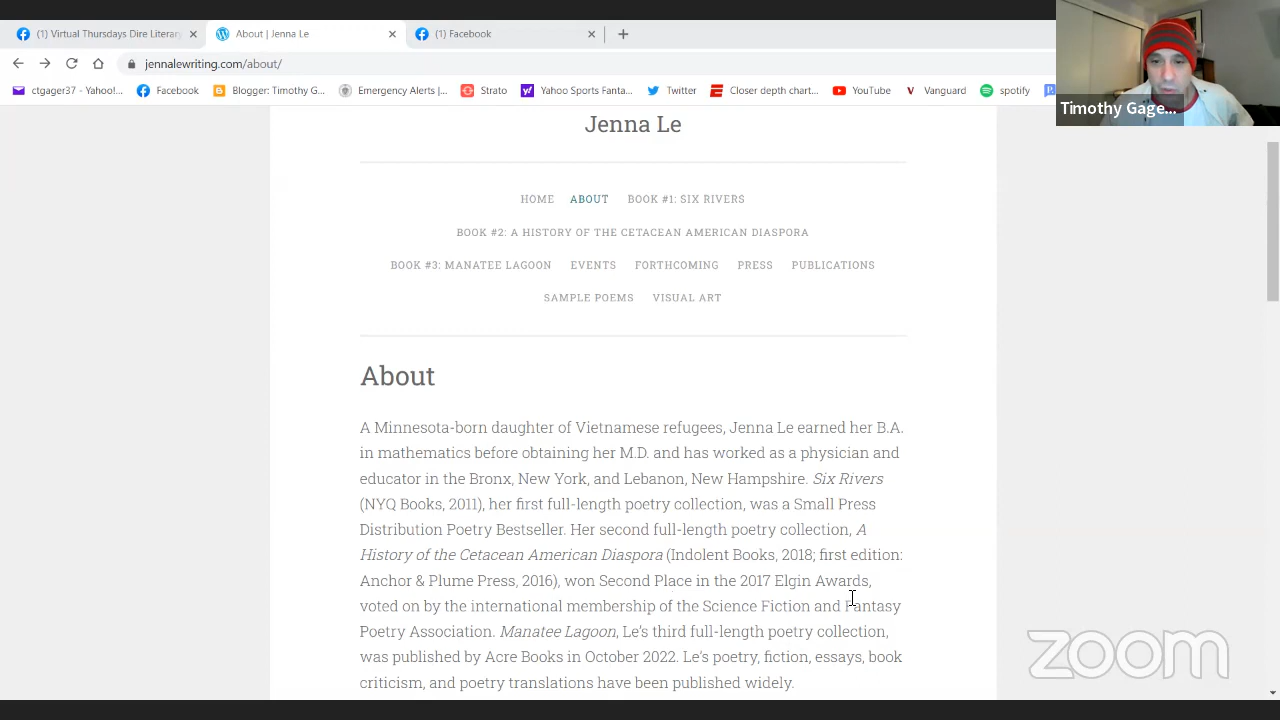 (1) Virtual Thursdays Dire Literary
About | Jenna Le
(1) Facebook
jennalewriting.com/about/
ctgager37 - Yahoo!...
Facebook
Blogger: Timothy G...
Emergency Alerts |...
Strato
Yahoo Sports Fanta...
Twitter
Closer depth chart...
YouTube
Vanguard
spotify
Timothy Gage...
Jenna Le
HOME ABOUT BOOK #1: SIX RIVERS
BOOK #2: A HISTORY OF THE CETACEAN AMERICAN DIASPORA
BOOK #3: MANATEE LAGOON EVENTS FORTHCOMING PRESS PUBLICATIONS
SAMPLE POEMS VISUAL ART
About
A Minnesota-born daughter of Vietnamese refugees, Jenna Le earned her B.A.
in mathematics before obtaining her M.D. and has worked as a physician and
educator in the Bronx, New York, and Lebanon, New Hampshire. Six Rivers
(NYQ Books, 2011), her first full-length poetry collection, was a Small Press
Distribution Poetry Bestseller. Her second full-length poetry collection, A
History of the Cetacean American Diaspora (Indolent Books, 2018; first edition:
Anchor & Plume Press, 2016), won Second Place in the 2017 Elgin Awards,
voted on by the international membership of the Science Fiction and Fantasy
Poetry Association. Manatee Lagoon, Le's third full-length poetry collection,
was published by Acre Books in October 2022. Le's poetry, fiction, essays, book
criticism, and poetry translations have been published widely.
zoom